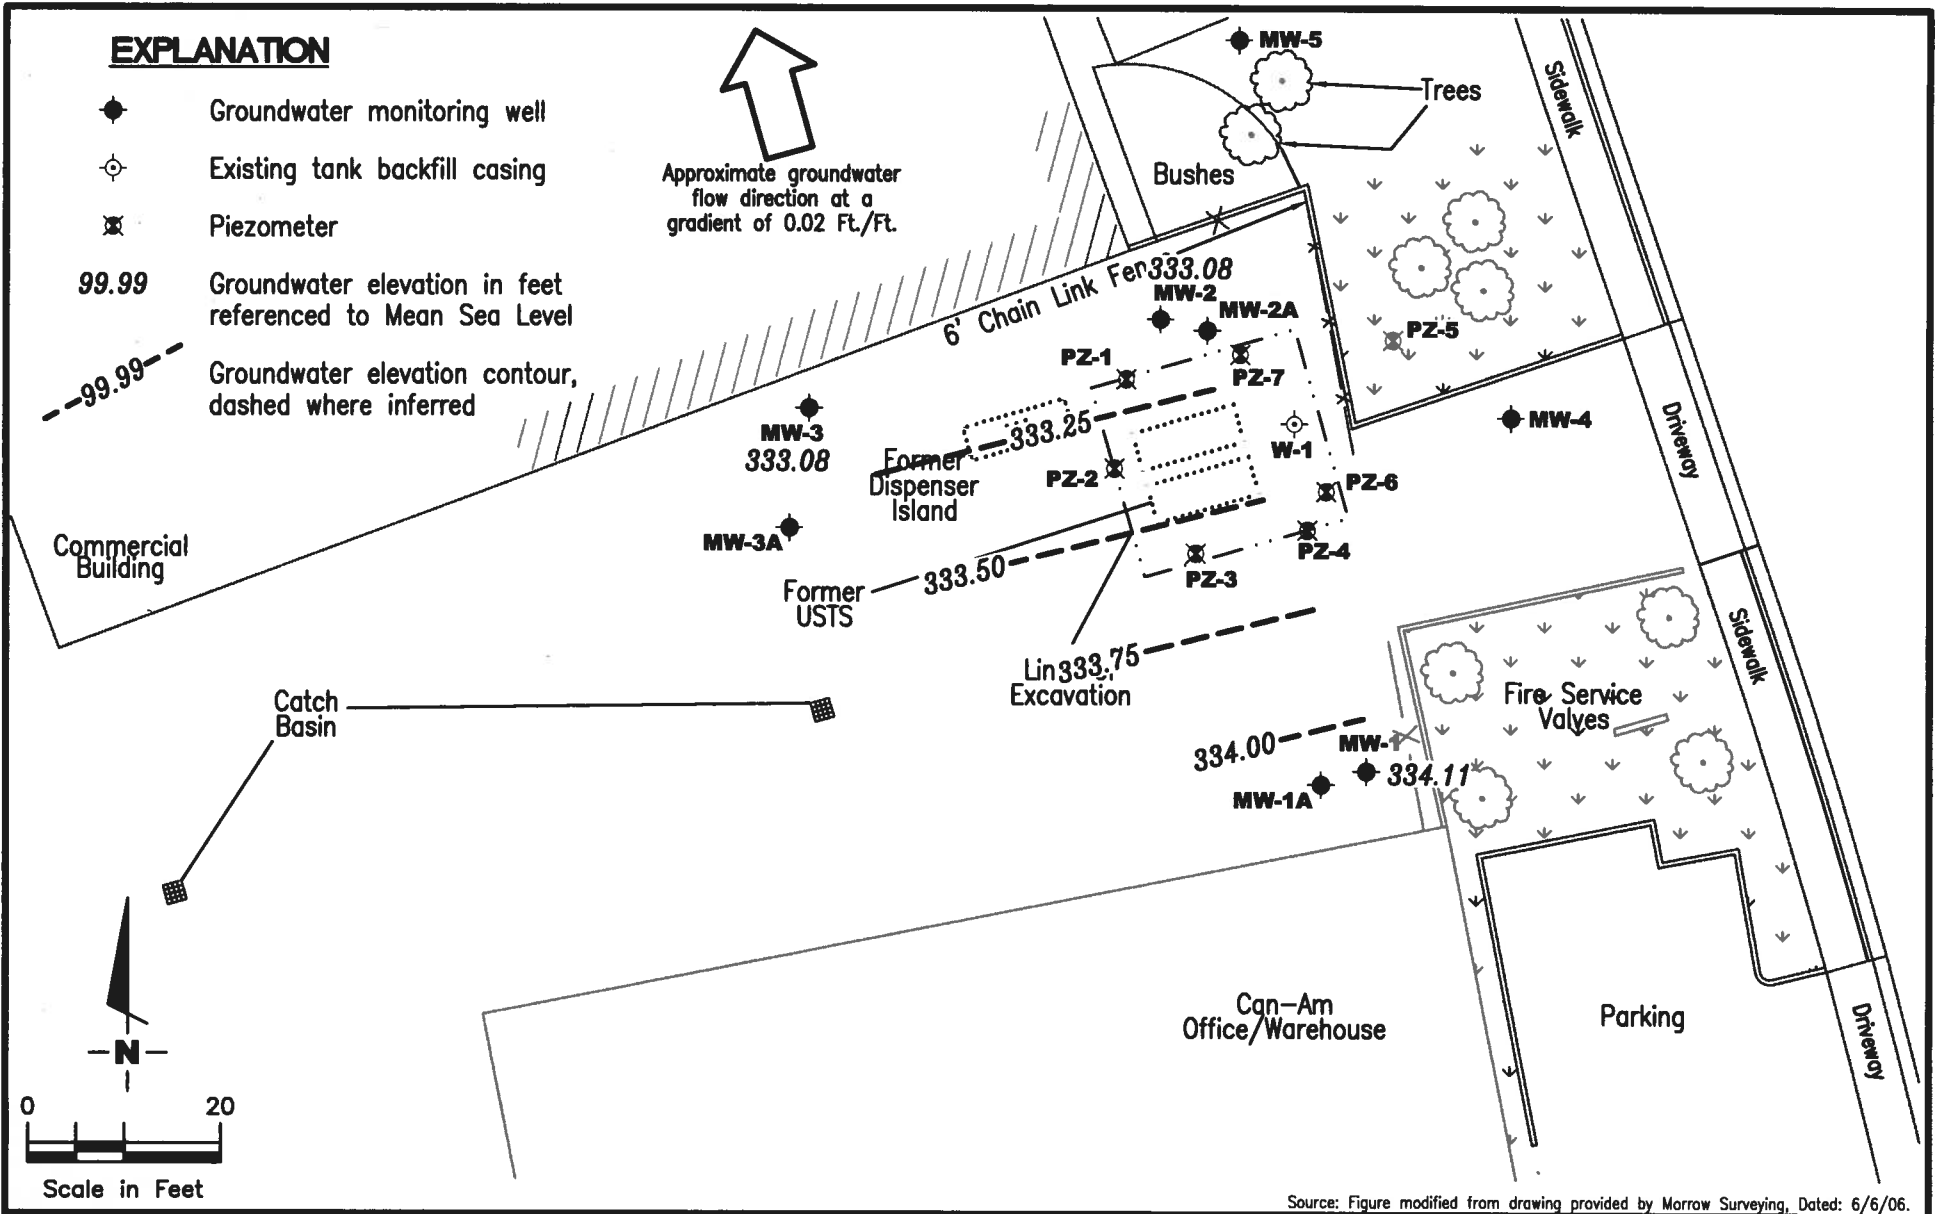 EXPLANATION
Groundwater monitoring well
Existing tank backfill casing
Piezometer
99.99
Groundwater elevation in feet
referenced to Mean Sea Level
99.99
Groundwater elevation contour,
dashed where inferred
Approximate groundwater
flow direction at a
gradient of 0.02 Ft./Ft.
MW-5
Trees
Sidewalk
Bushes
6' Chain Link Fen
333.08
MW-2
MW-2A
PZ-1
PZ-7
PZ-5
MW-3
333.08
333.25
Former
Dispenser
Island
PZ-2
W-1
MW-4
Driveway
PZ-6
MW-3A
PZ-4
PZ-3
333.50
Former
USTS
Commercial
Building
Lin
333.75
Excavation
Sidewalk
Fire Service
Valves
Catch
Basin
334.00
MW-1
334.11
MW-1A
N
0 20
Scale in Feet
Can-Am
Office/Warehouse
Parking
Driveway
Source: Figure modified from drawing provided by Morrow Surveying, Dated: 6/6/06.